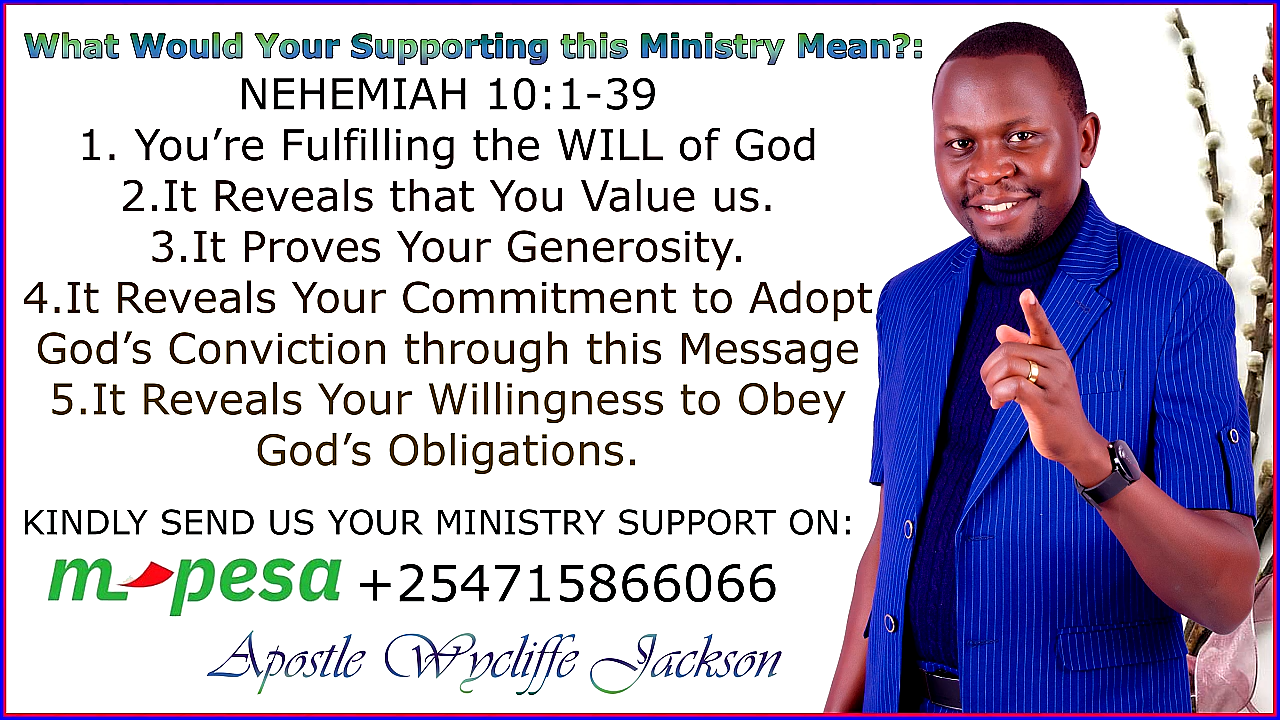 What Would Your Supporting this Ministry Mean?:
NEHEMIAH 10:1-39
1. You’re Fulfilling the WILL of God
2.It Reveals that You Value us.
3.It Proves Your Generosity.
4.It Reveals Your Commitment to Adopt
God’s Conviction through this Message
5.It Reveals Your Willingness to Obey
God’s Obligations.
KINDLY SEND US YOUR MINISTRY SUPPORT ON:
m-pesa +254715866066
Apostle Wycliffe Jackson